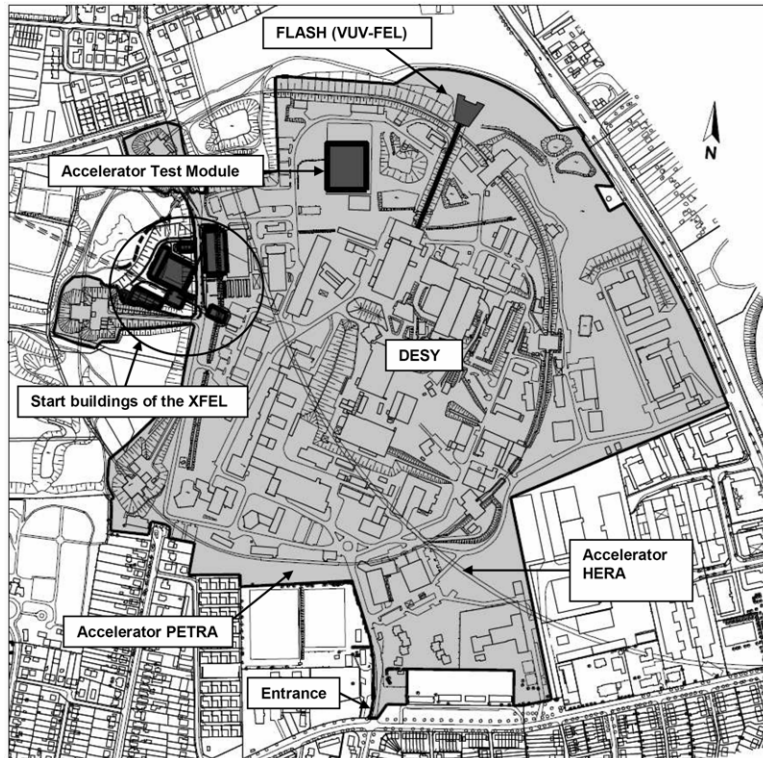 FLASH (VUV-FEL)
N
Accelerator Test Module
DESY
Start buildings of the XFEL
Accelerator
HERA
Accelerator PETRA
Entrance